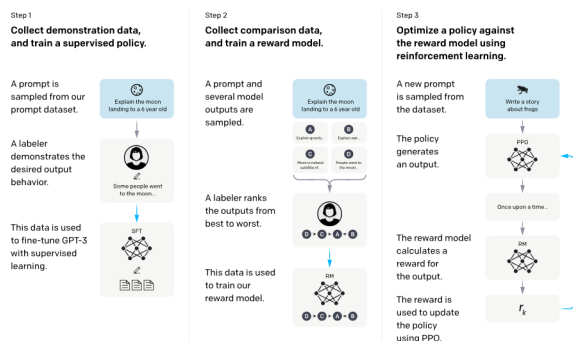 Step 1
Collect demonstration data,
and train a supervised policy.
A prompt is
sampled from our
prompt dataset.
Explain the moon
landing to a 6 year old
A labeler
demonstrates the
desired output
behavior.
Some people went
to the moon...
This data is used
to fine-tune GPT-3
with supervised
learning.
SFT
Step 2
Collect comparison data,
and train a reward model.
A prompt and
several model
outputs are
sampled.
Explain the moon
landing to a 6 year old
A
Explain gravity...
B
Explain war...
C
Moon is natural
satellite of...
D
People went to
the moon...
A labeler ranks
the outputs from
best to worst.
D > C > A = B
This data is used
to train our
reward model.
RM
D > C > A = B
Step 3
Optimize a policy against
the reward model using
reinforcement learning.
A new prompt
is sampled from
the dataset.
Write a story
about frogs
The policy
generates
an output.
PPO
Once upon a time...
The reward model
calculates a
reward for
the output.
RM
The reward is
used to update
the policy
using PPO.
rk